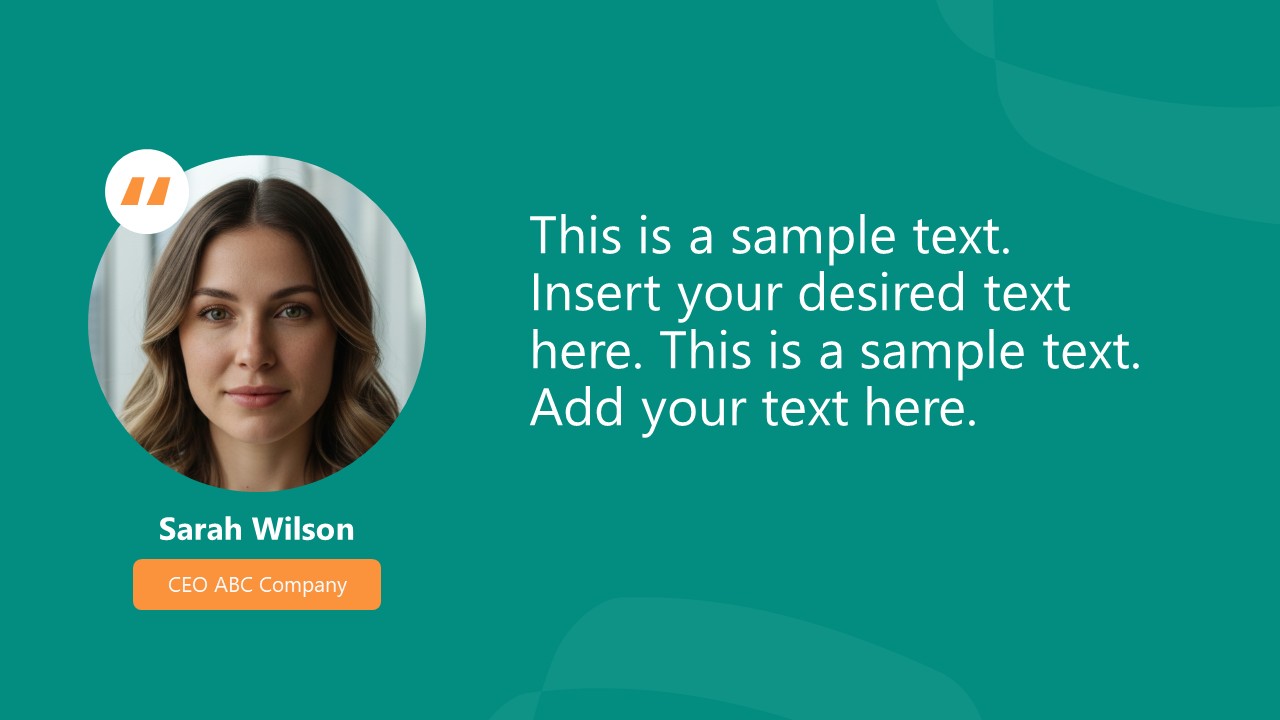 This is a sample text.
Insert your desired text
here. This is a sample text.
Add your text here.
Sarah Wilson
CEO ABC Company